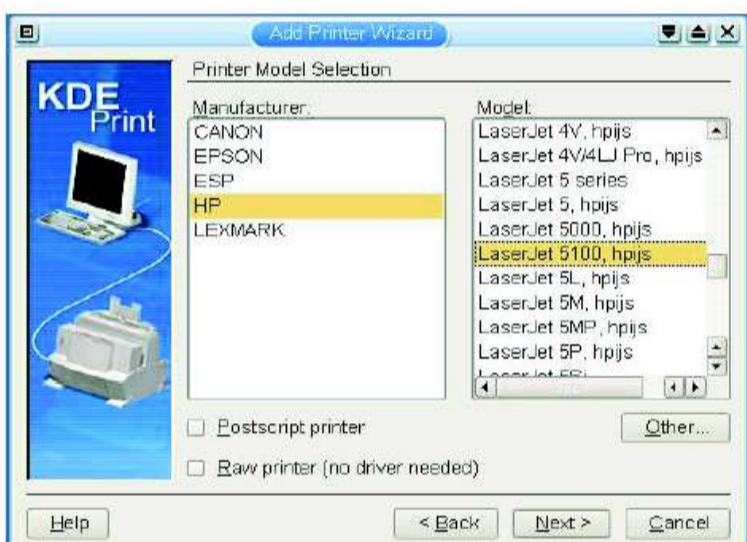 Add Printer Wizard
KDE
Print
Printer Model Selection
Manufacturer:
CANON
EPSON
ESP
HP
LEXMARK
Model:
LaserJet 4V, hpijs
LaserJet 4V/4LJ Pro, hpijs
LaserJet 5 series
LaserJet 5, hpijs
LaserJet 5000, hpijs
LaserJet 5100, hpijs
LaserJet 5L, hpijs
LaserJet 5M, hpijs
LaserJet 5MP, hpijs
LaserJet 5P, hpijs
LaserJet 5Si
Postscript printer
Other...
Raw printer (no driver needed)
Help
< Back
Next >
Cancel